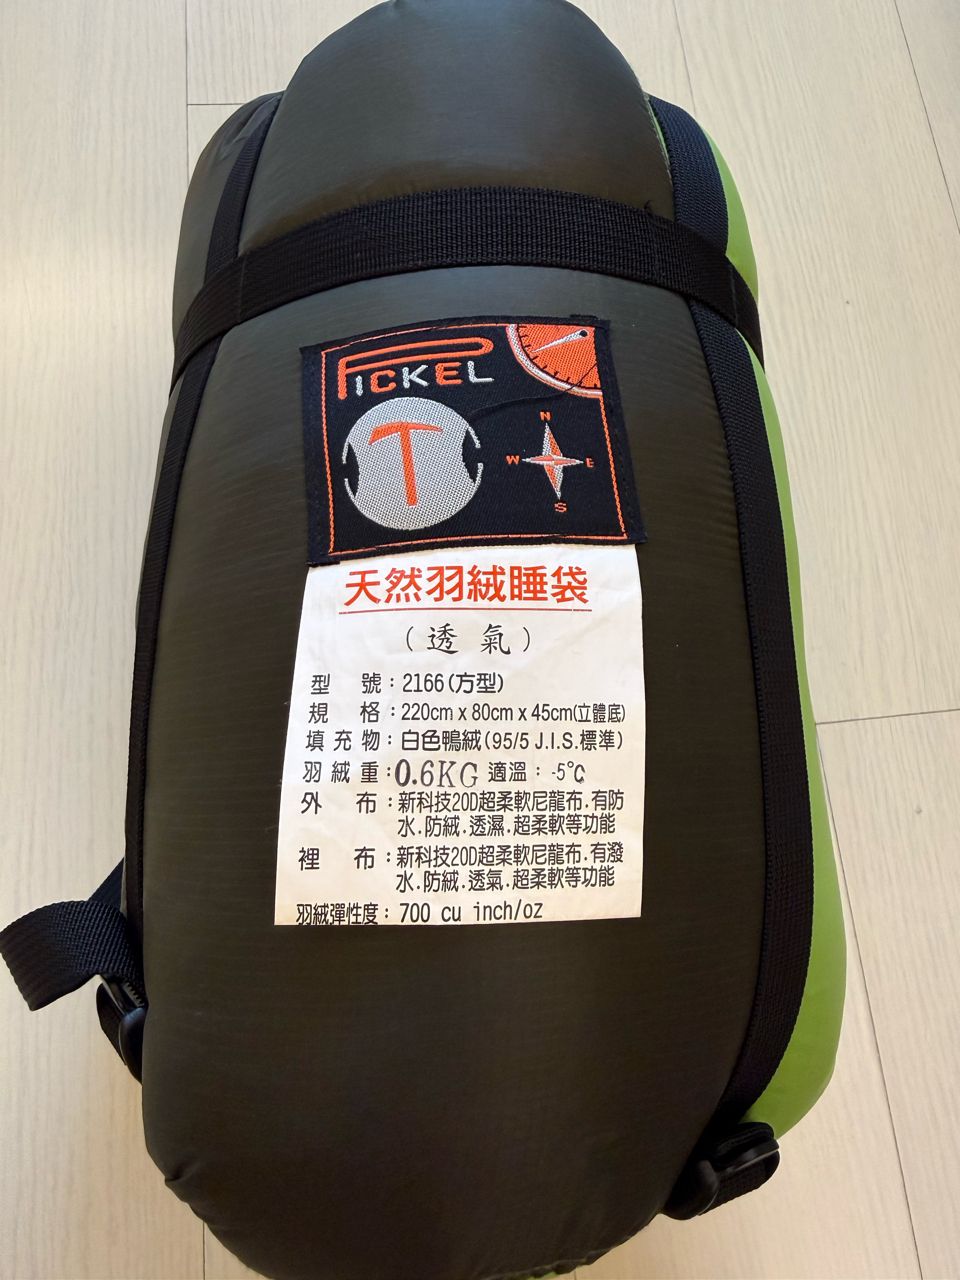 PICKEL
N
W E
S
天然羽絨睡袋
(透氣)
型 號：2166(方型)
規 格：220cm x 80cm x 45cm(立體底)
填充物：白色鴨絨(95/5 J.I.S.標準)
羽絨重：0.6KG 適溫：-5℃
外 布：新科技20D超柔軟尼龍布.有防
水.防絨.透濕.超柔軟等功能
裡 布：新科技20D超柔軟尼龍布.有潑
水.防絨.透氣.超柔軟等功能
羽絨彈性度：700 cu inch/oz